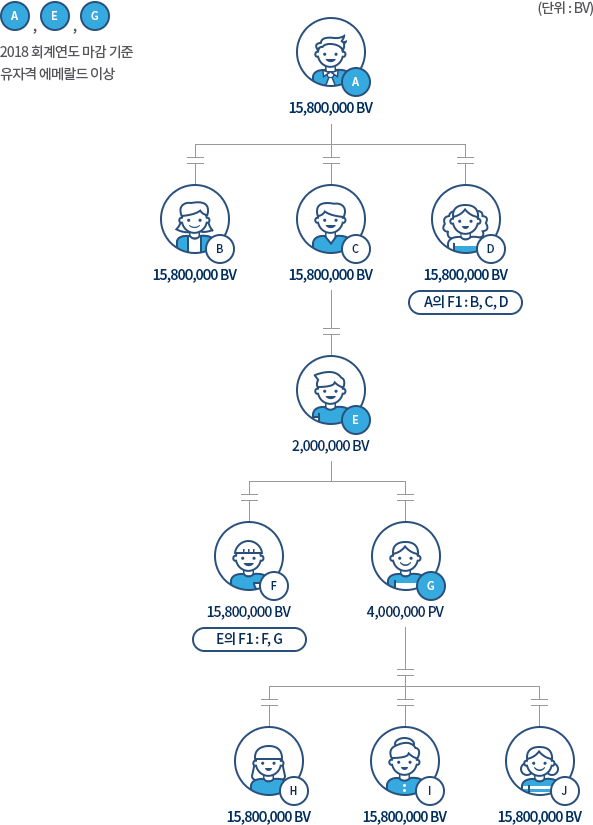 A , E , G
(단위 : BV)
2018 회계연도 마감 기준
유자격 에메랄드 이상
A
15,800,000 BV
B
C
D
15,800,000 BV
15,800,000 BV
15,800,000 BV
A의 F1 : B, C, D
E
2,000,000 BV
F
G
15,800,000 BV
4,000,000 PV
E의 F1 : F, G
H
I
J
15,800,000 BV
15,800,000 BV
15,800,000 BV